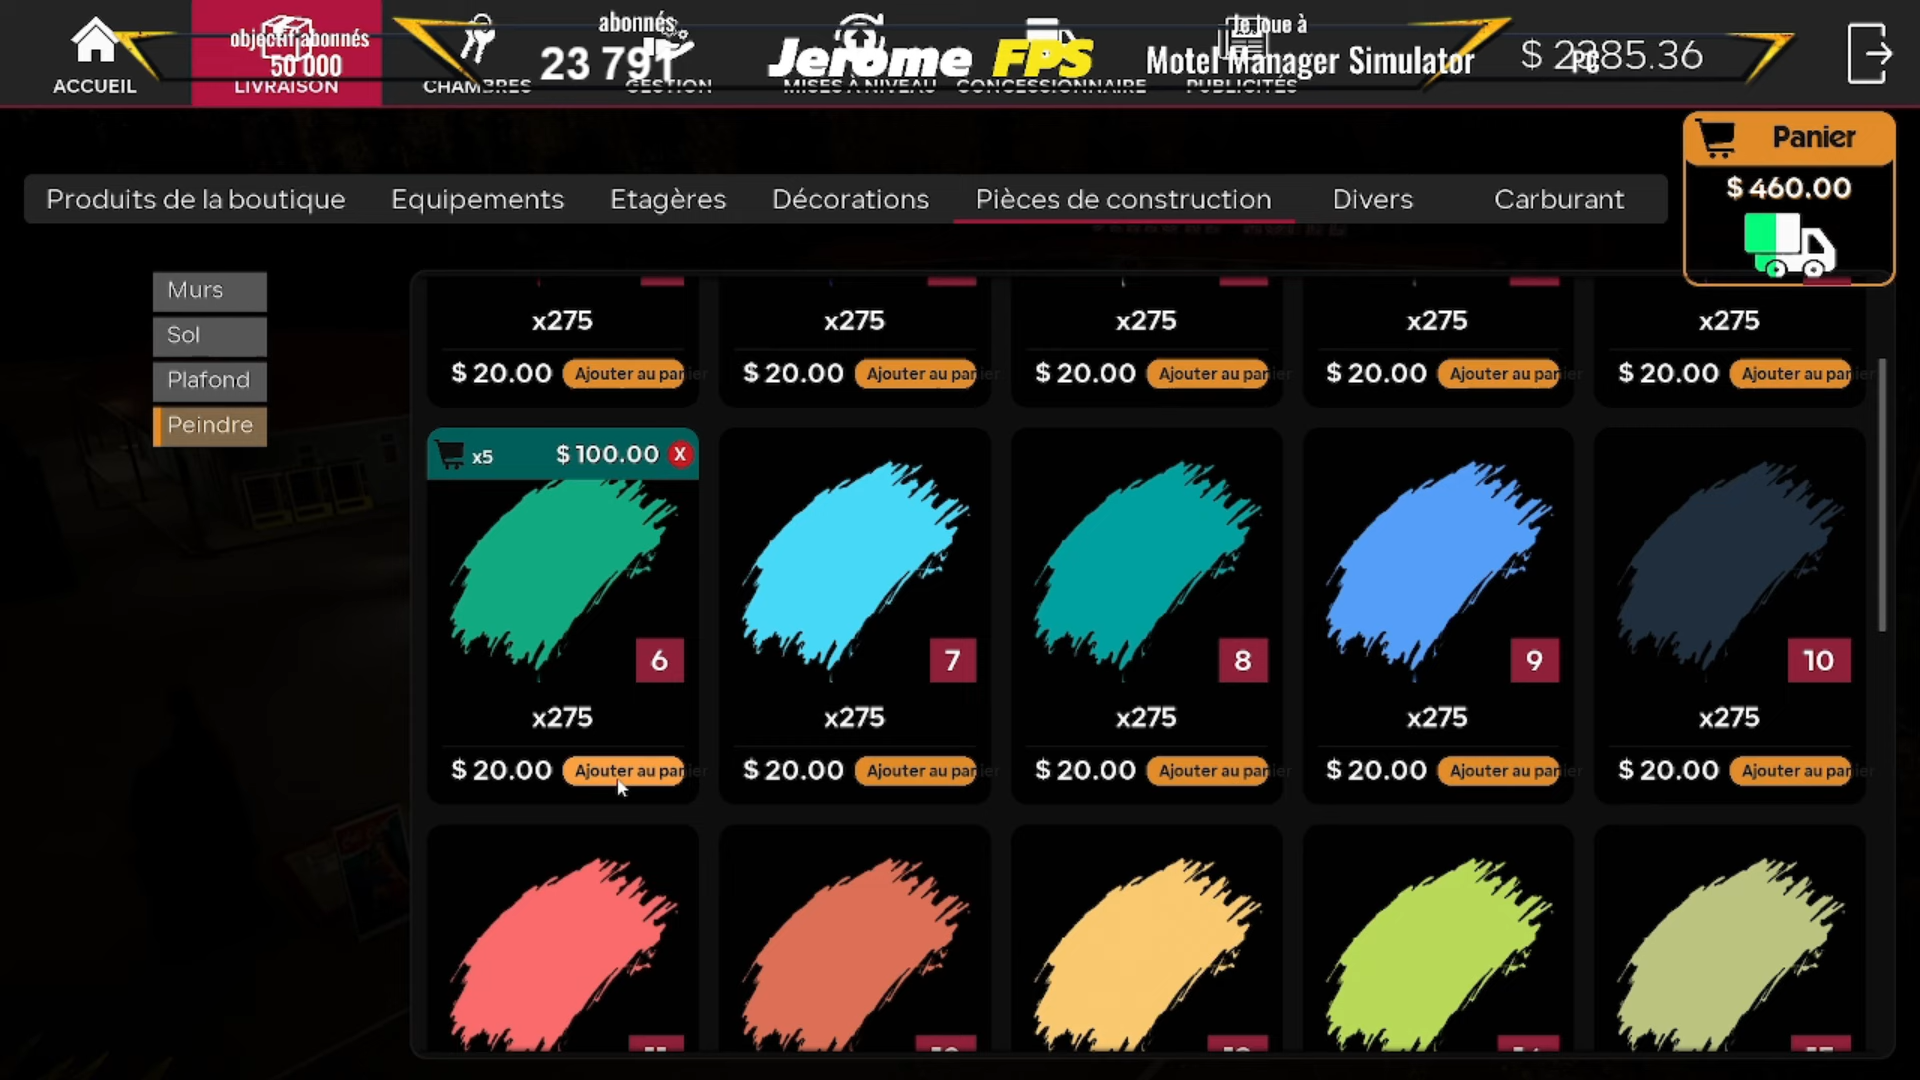 ACCUEIL
objectif abonnés
50 000
LIVRAISON
CHAMBRES
abonnés
23 791
GESTION
Jerome FPS
MISES À NIVEAU
CONCESSIONNAIRE
Je joue à
Motel Manager Simulator
PUBLICITÉS
$ 2385.36
PC
Panier
$ 460.00
Produits de la boutique
Equipements
Etagères
Décorations
Pièces de construction
Divers
Carburant
Murs
Sol
Plafond
Peindre
x275
x275
x275
x275
x275
$ 20.00 Ajouter au panier
$ 20.00 Ajouter au panier
$ 20.00 Ajouter au panier
$ 20.00 Ajouter au panier
$ 20.00 Ajouter au panier
x5 $ 100.00 X
6
7
8
9
10
x275
x275
x275
x275
x275
$ 20.00 Ajouter au panier
$ 20.00 Ajouter au panier
$ 20.00 Ajouter au panier
$ 20.00 Ajouter au panier
$ 20.00 Ajouter au panier